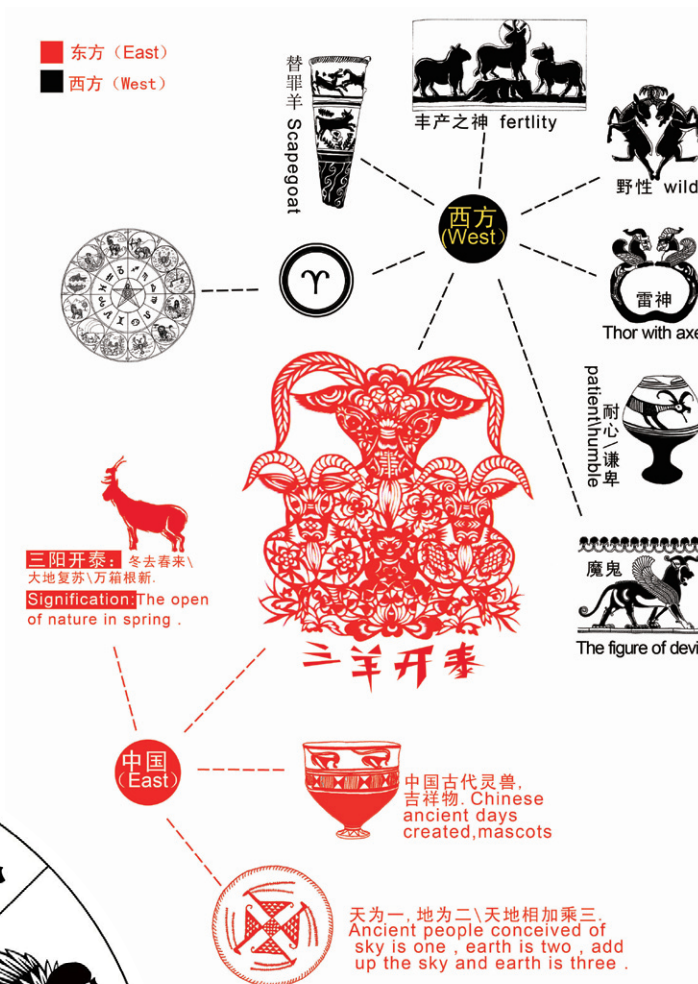 东方（East）
西方（West）
替罪羊 Scapegoat
丰产之神 fertlity
野性 wild
西方
(West)
雷神
Thor with axe
耐心/谦卑
patient\humble
魔鬼
The figure of devi
三阳开泰：冬去春来\
大地复苏\万箱根新.
Signification:The open
of nature in spring .
三羊开泰
中国
(East)
中国古代灵兽,
吉祥物. Chinese
ancient days
created,mascots
天为一, 地为二\天地相加乘三.
Ancient people conceived of
sky is one , earth is two , add
up the sky and earth is three .